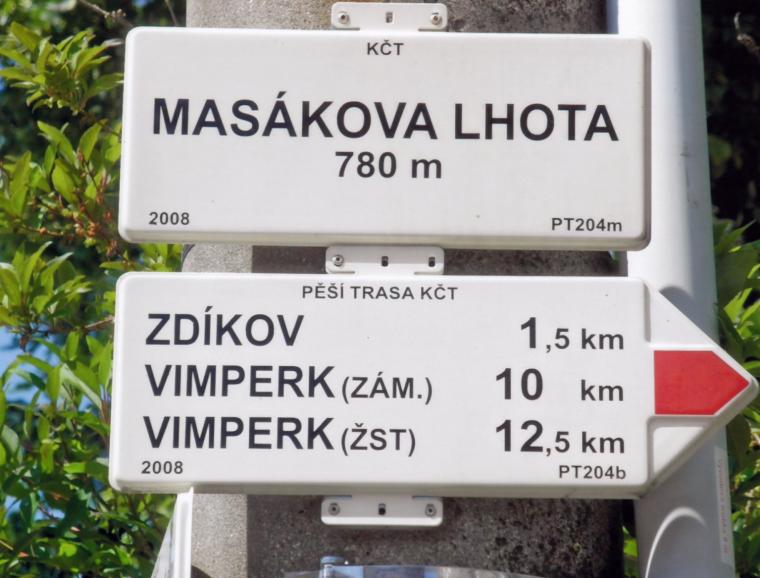 KČT
MASÁKOVA LHOTA
780 m
2008 PT204m
PĚŠÍ TRASA KČT
ZDÍKOV 1,5 km
VIMPERK (ZÁM.) 10 km
VIMPERK (ŽST) 12,5 km
2008 PT204b